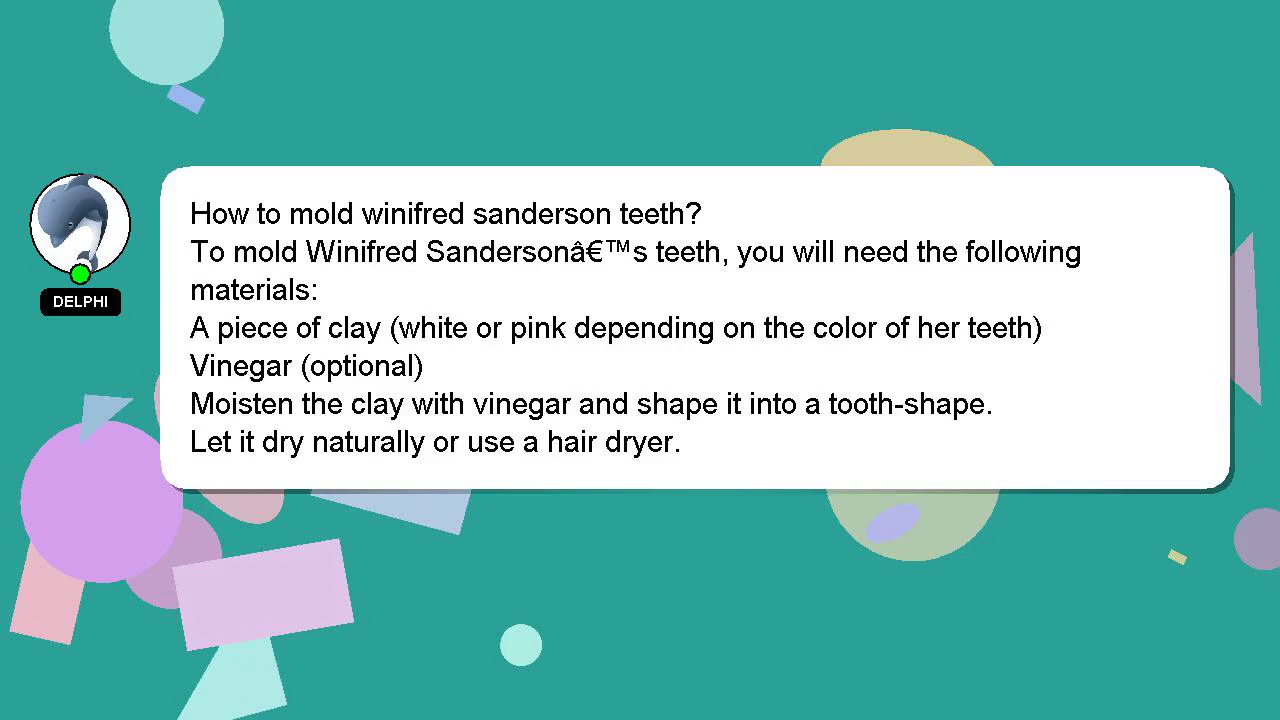 How to mold winifred sanderson teeth?
To mold Winifred Sandersonâ€™s teeth, you will need the following
materials:
A piece of clay (white or pink depending on the color of her teeth)
Vinegar (optional)
Moisten the clay with vinegar and shape it into a tooth-shape.
Let it dry naturally or use a hair dryer.
DELPHI